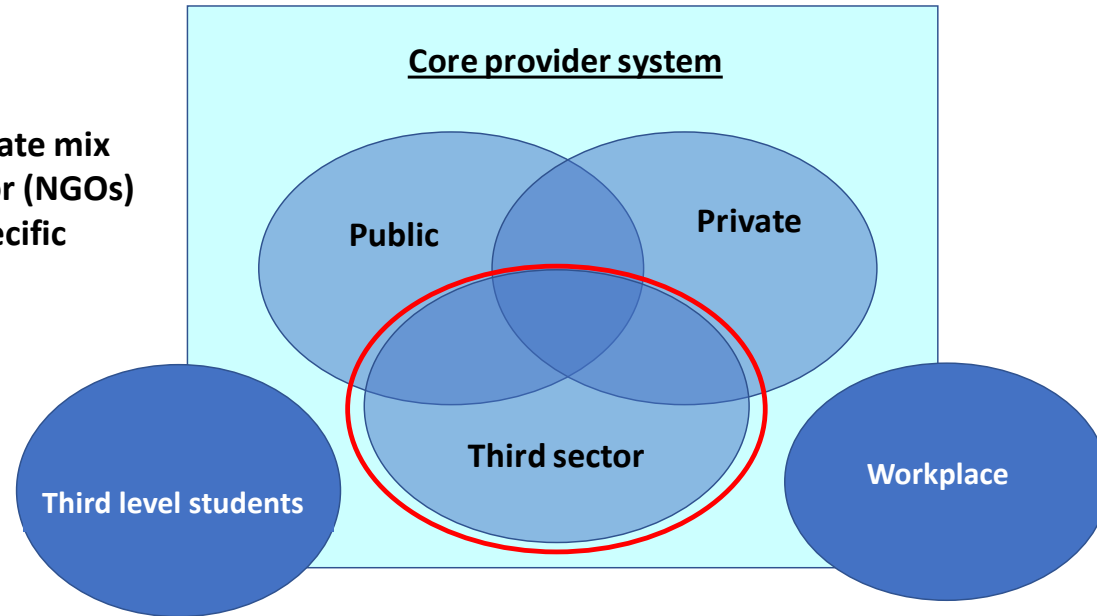 Core provider system
ate mix
or (NGOs)
ecific
Public
Private
Third sector
Workplace
Third level students